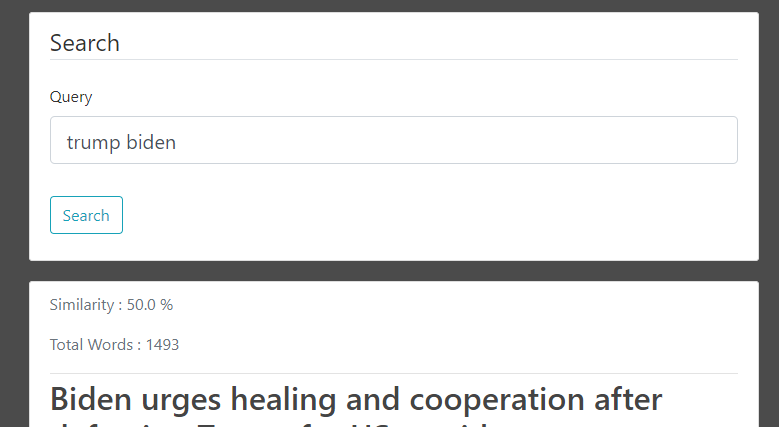 Search
Query
trump biden
Search
Similarity : 50.0 %
Total Words : 1493
Biden urges healing and cooperation after